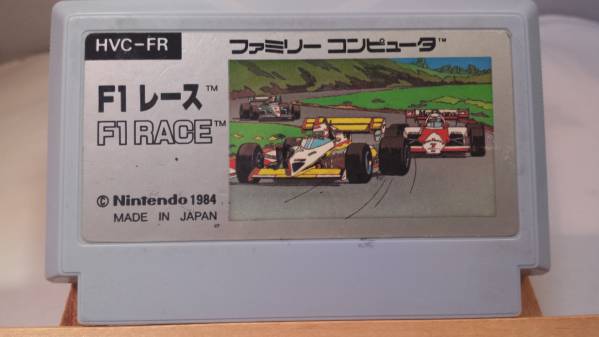 HVC-FR
ファミリー コンピュータ™
F1 レース™
F1 RACE™
© Nintendo 1984
MADE IN JAPAN